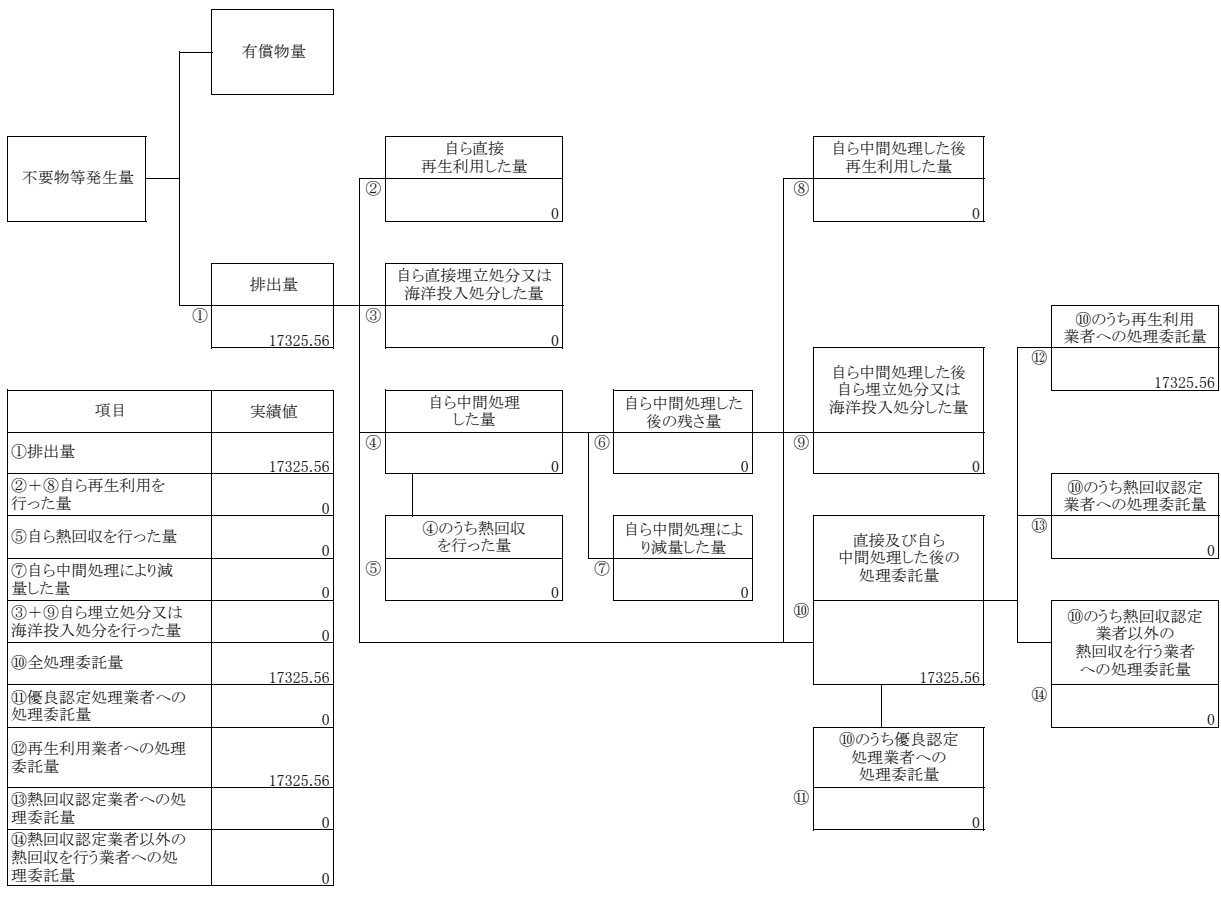 有償物量
不要物等発生量
自ら直接
再生利用した量
②
0
自ら中間処理した後
再生利用した量
⑧
0
排出量
①
17325.56
自ら直接埋立処分又は
海洋投入処分した量
③
0
⑩のうち再生利用
業者への処理委託量
⑫
17325.56
自ら中間処理
した量
④
0
自ら中間処理した
後の残さ量
⑥
0
自ら中間処理した後
自ら埋立処分又は
海洋投入処分した量
⑨
0
⑩のうち熱回収認定
業者への処理委託量
⑬
0
④のうち熱回収
を行った量
⑤
0
自ら中間処理によ
り減量した量
⑦
0
直接及び自ら
中間処理した後の
処理委託量
⑩
17325.56
⑩のうち熱回収認定
業者以外の
熱回収を行う業者
への処理委託量
⑭
0
⑩のうち優良認定
処理業者への
処理委託量
⑪
0
項目 実績値
①排出量
17325.56
②+⑧自ら再生利用を
行った量
0
⑤自ら熱回収を行った量
0
⑦自ら中間処理により減
量した量
0
③+⑨自ら埋立処分又は
海洋投入処分を行った量
0
⑩全処理委託量
17325.56
⑪優良認定処理業者への
処理委託量
0
⑫再生利用業者への処理
委託量
17325.56
⑬熱回収認定業者への処
理委託量
0
⑭熱回収認定業者以外の
熱回収を行う業者への処
理委託量
0